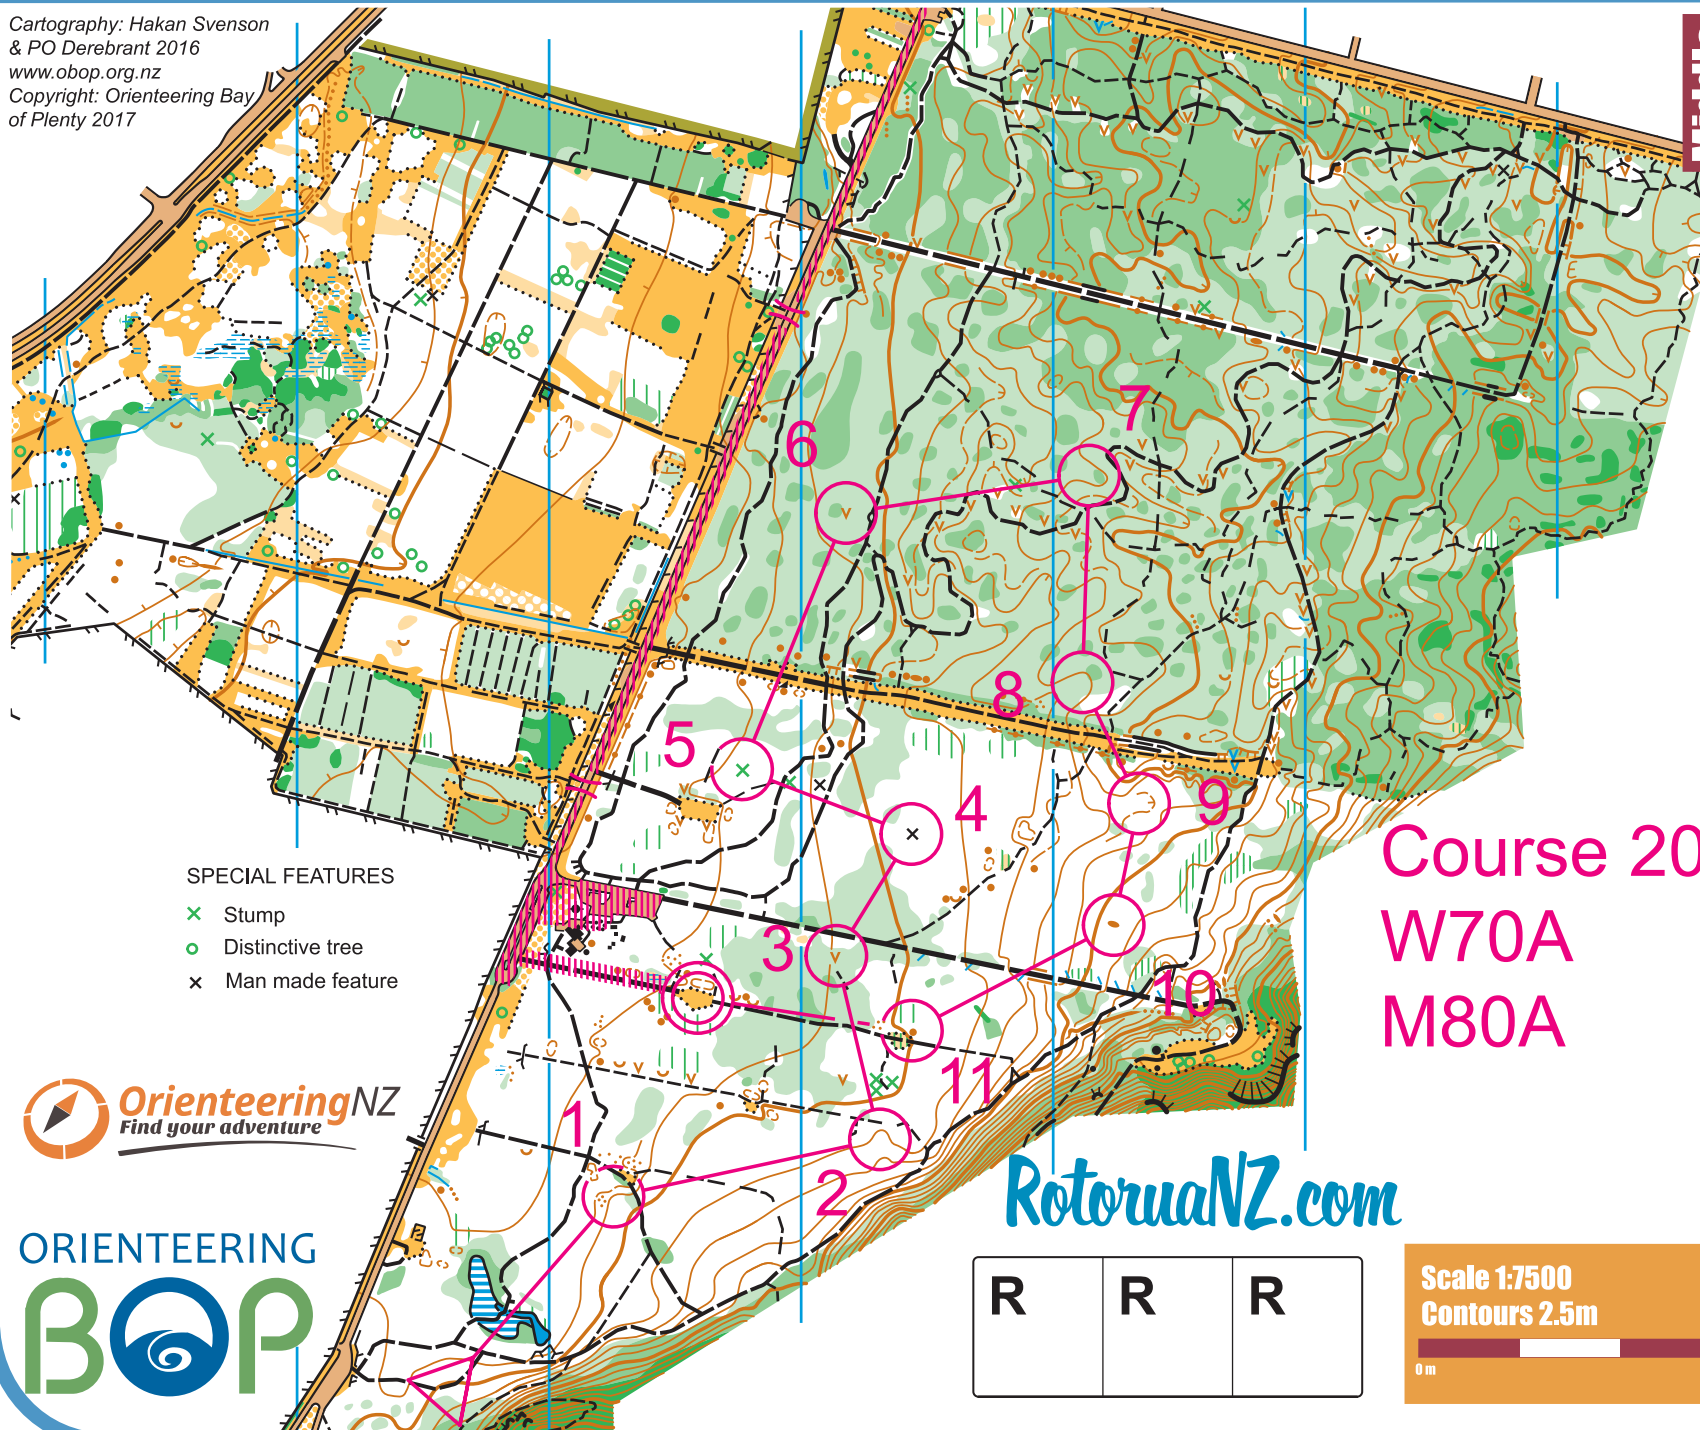 Cartography: Hakan Svenson
& PO Derebrant 2016
www.obop.org.nz
Copyright: Orienteering Bay
of Plenty 2017
6
7
5
8
4
9
3
10
11
1
2
SPECIAL FEATURES
Stump
Distinctive tree
Man made feature
Course 20
W70A
M80A
OrienteeringNZ
Find your adventure
ORIENTEERING
BOP
RotoruaNZ.com
R R R
Scale 1:7500
Contours 2.5m
0 m